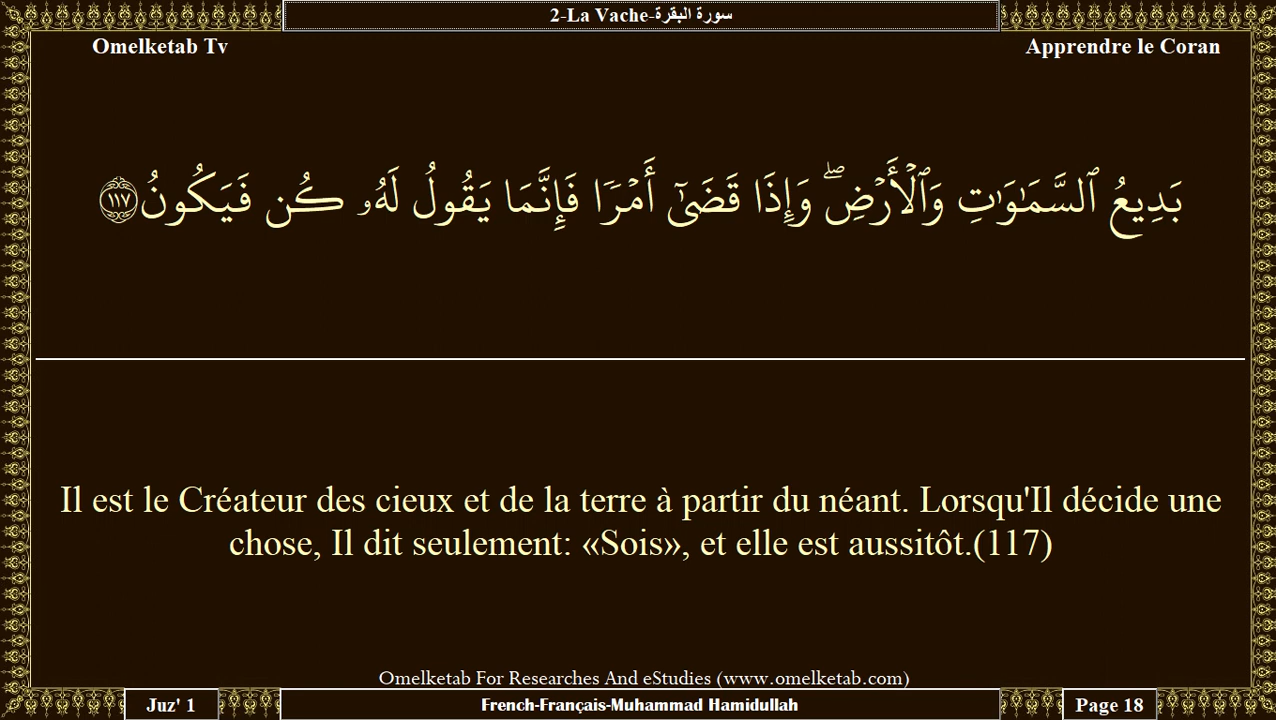 2-La Vache-سورة البقرة
Omelketab Tv
Apprendre le Coran
بَدِيعُ ٱلسَّمَٰوَٰتِ وَٱلْأَرْضِ ۖ وَإِذَا قَضَىٰٓ أَمْرًا فَإِنَّمَا يَقُولُ لَهُۥ كُن فَيَكُونُ ١١٧
Il est le Créateur des cieux et de la terre à partir du néant. Lorsqu'Il décide une
chose, Il dit seulement: «Sois», et elle est aussitôt.(117)
Omelketab For Researches And eStudies (www.omelketab.com)
Juz' 1
French-Français-Muhammad Hamidullah
Page 18